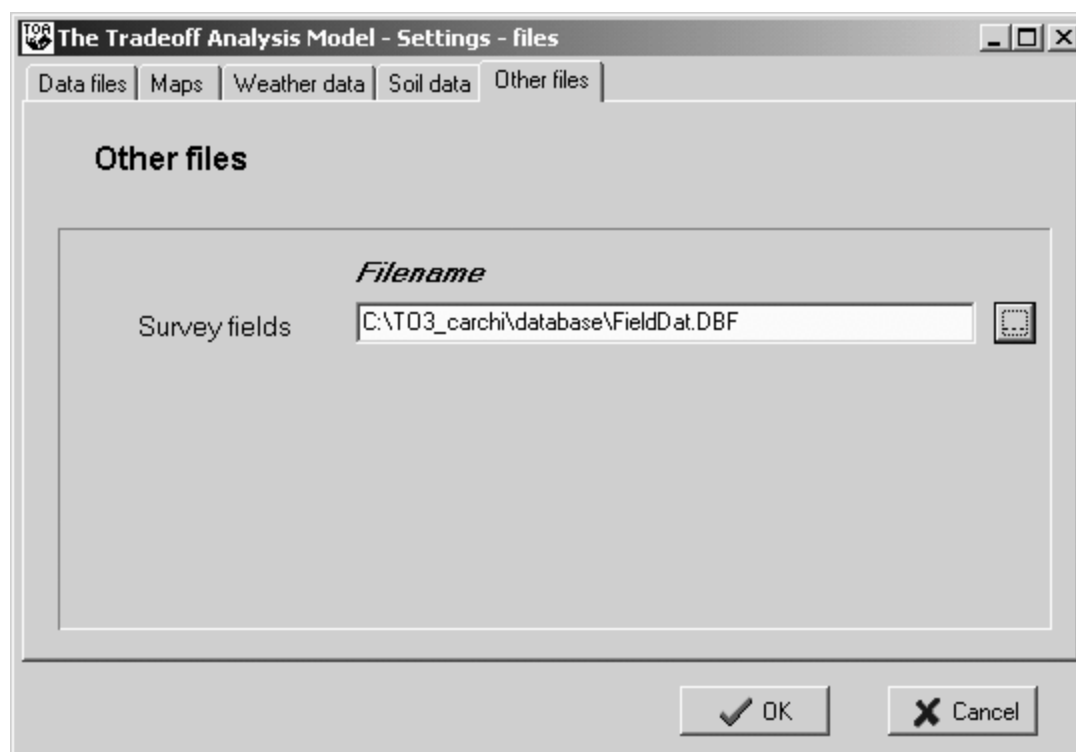 TOA The Tradeoff Analysis Model - Settings - files
Data files Maps Weather data Soil data Other files
Other files
Filename
Survey fields C:\TO3_carchi\database\FieldDat.DBF ...
OK Cancel